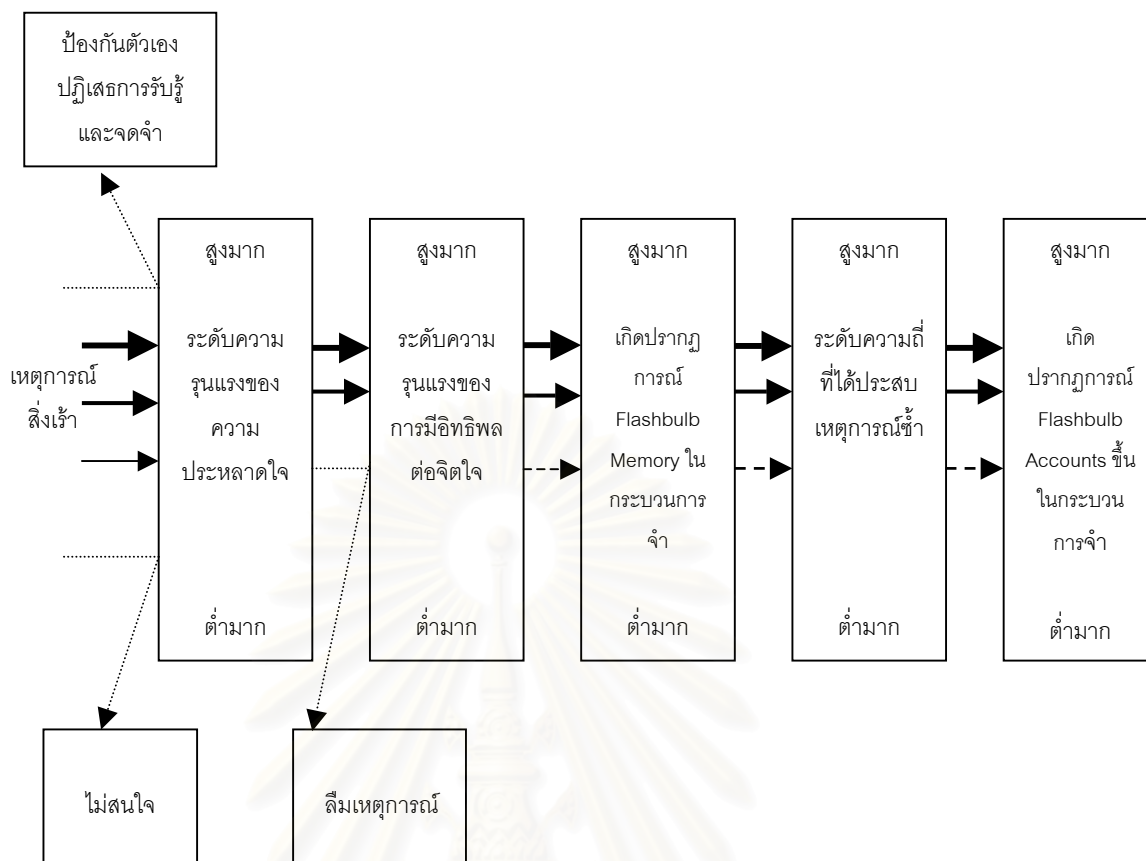 ป้องกันตัวเอง
ปฏิเสธการรับรู้
และจดจำ
เหตุการณ์
สิ่งเร้า
สูงมาก
ระดับความ
รุนแรงของ
ความ
ประหลาดใจ
ต่ำมาก
สูงมาก
ระดับความ
รุนแรงของ
การมีอิทธิพล
ต่อจิตใจ
ต่ำมาก
สูงมาก
เกิดปรากฏ
การณ์
Flashbulb
Memory ใน
กระบวนการ
จำ
ต่ำมาก
สูงมาก
ระดับความถี่
ที่ได้ประสบ
เหตุการณ์ซ้ำ
ต่ำมาก
สูงมาก
เกิด
ปรากฏการณ์
Flashbulb
Accounts ขึ้น
ในกระบวน
การจำ
ต่ำมาก
ไม่สนใจ
ลืมเหตุการณ์